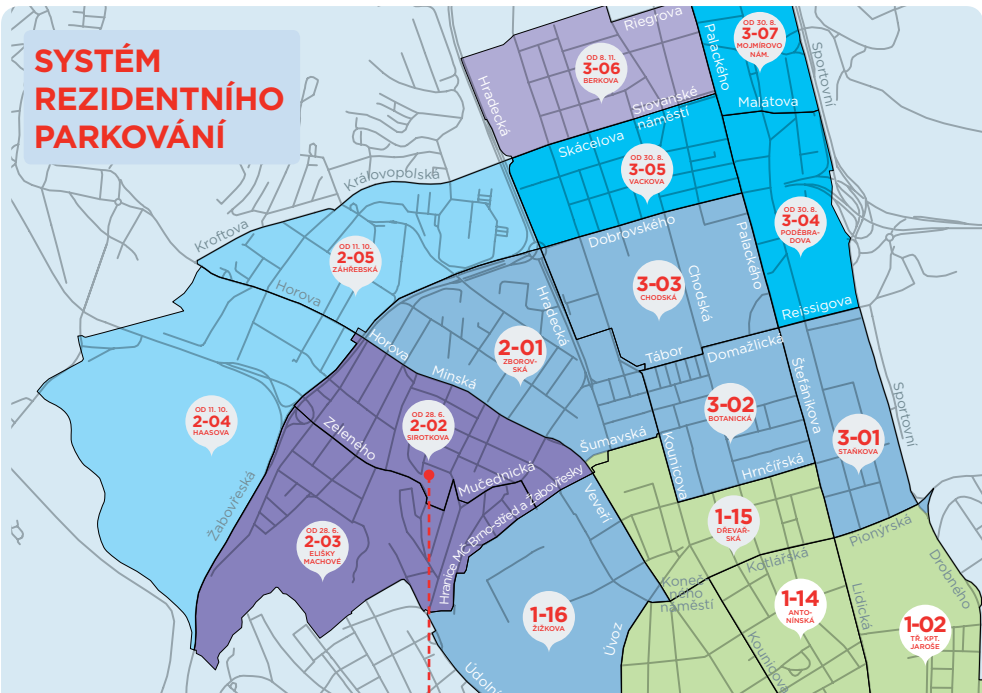 SYSTÉM
REZIDENTNÍHO
PARKOVÁNÍ
Riegrova
OD 8. 11.
3-06
BERKOVA
Hradecká
Slovanské
náměstí
Palackého
OD 30. 8.
3-07
MOJMÍROVO
NÁM.
Sportovní
Malátova
Skácelova
OD 30. 8.
3-05
VACKOVA
Královopolská
Kroftova
OD 11. 10.
2-05
ZÁHŘEBSKÁ
Horova
Dobrovského
Palackého
OD 30. 8.
3-04
PODĚBRA-
DOVA
Reissigova
3-03
CHODSKÁ
Chodská
Hradecká
Horova
Minská
2-01
ZBOROV-
SKÁ
Tábor
Domažlická
Štefánikova
Sportovní
OD 11. 10.
2-04
HAASOVA
Zeleného
OD 28. 6.
2-02
SIROTKOVA
Šumavská
Kounicova
3-02
BOTANICKÁ
Hrnčířská
3-01
STAŇKOVA
Mučednická
Žabovřeská
Hranice MČ Brno-střed a Žabovřesky
Veveří
OD 28. 6.
2-03
ELIŠKY
MACHOVÉ
1-15
DŘEVAŘ-
SKÁ
Kotlářská
Pionýrská
Drobného
Koneč
ného
náměstí
1-16
ŽIŽKOVA
Úvoz
Údolní
1-14
ANTO-
NÍNSKÁ
Kounicova
Lidická
1-02
TŘ. KPT.
JAROŠE